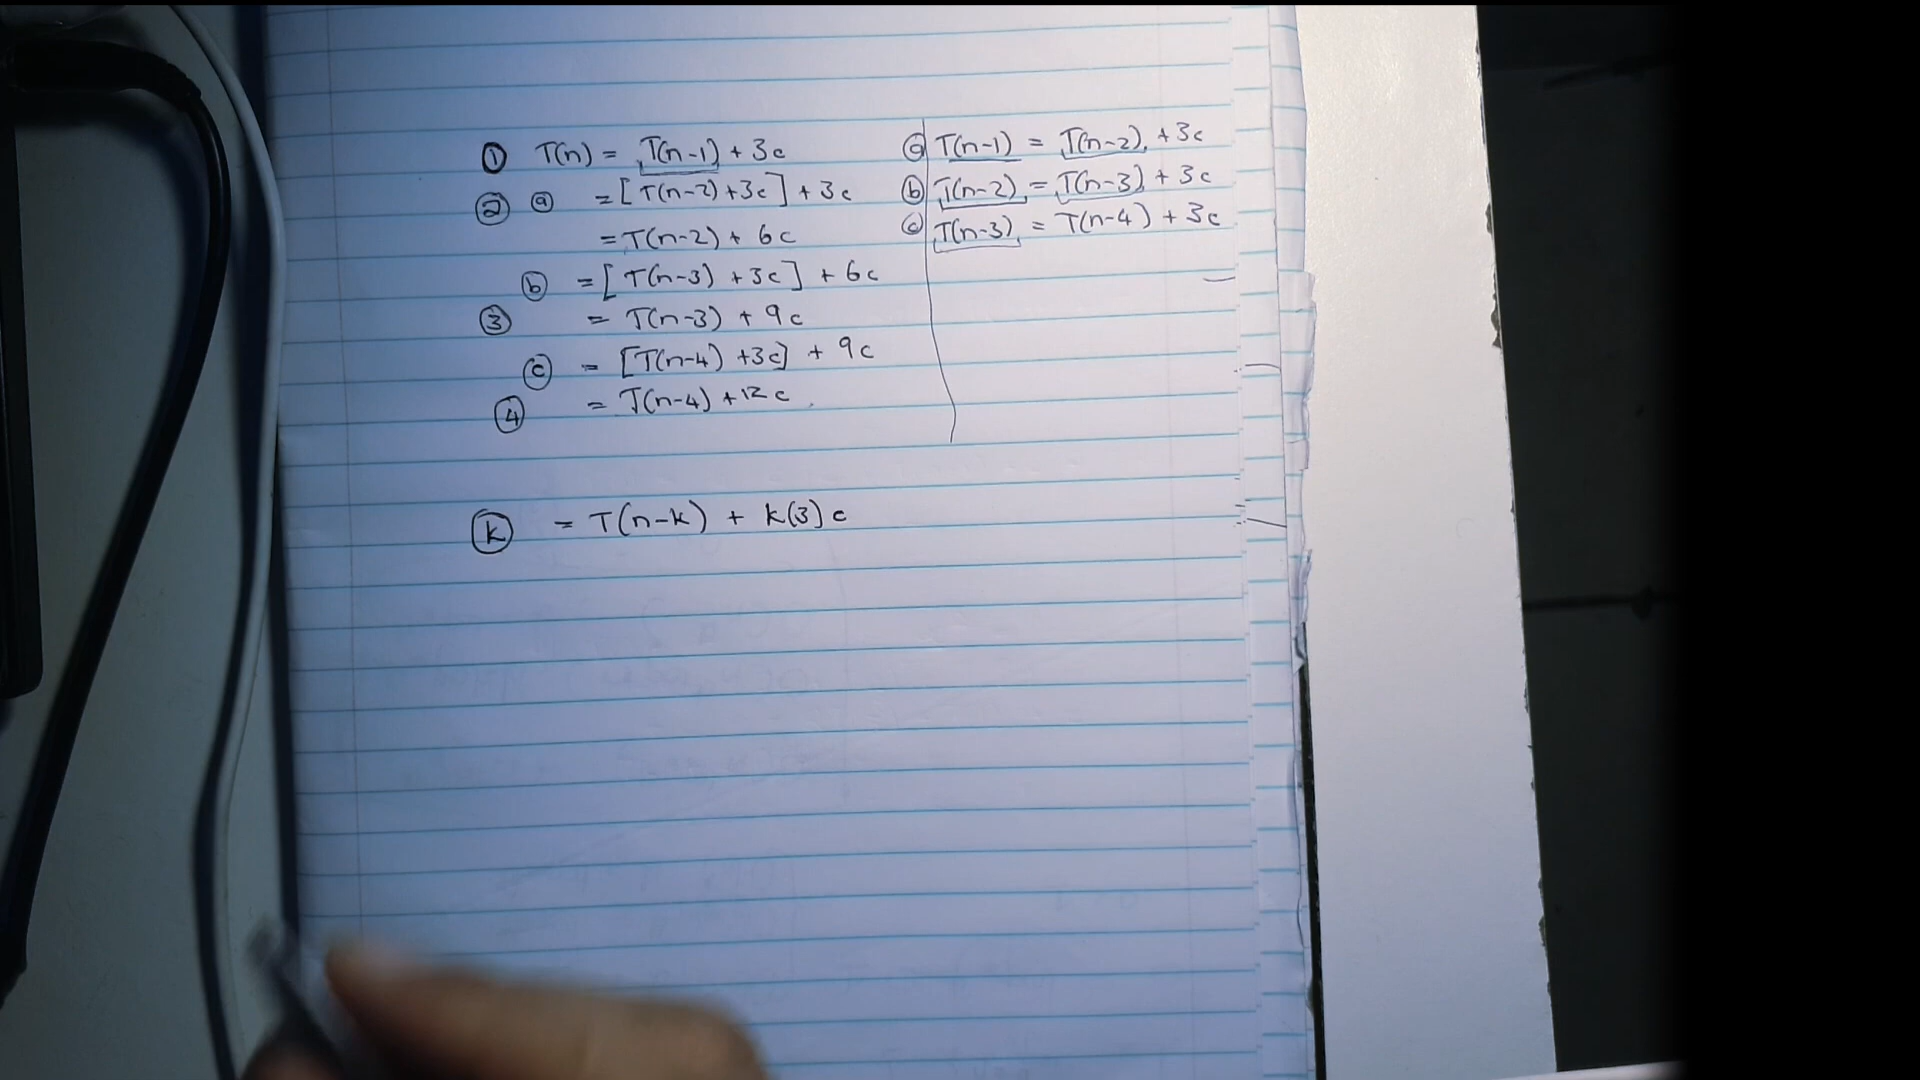 ① T(n) = T(n-1) + 3c
② ⓐ = [T(n-2) + 3c] + 3c
= T(n-2) + 6c
ⓑ = [T(n-3) + 3c] + 6c
③ = T(n-3) + 9c
ⓒ = [T(n-4) + 3c] + 9c
④ = T(n-4) + 12c
ⓐ T(n-1) = T(n-2) + 3c
ⓑ T(n-2) = T(n-3) + 3c
ⓒ T(n-3) = T(n-4) + 3c
ⓚ = T(n-k) + k(3)c